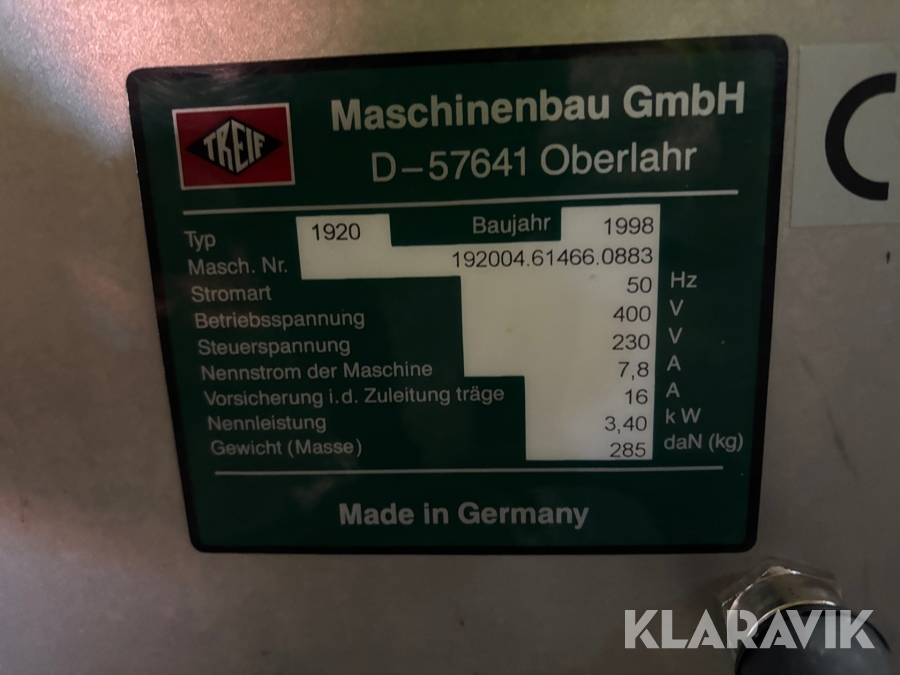 TREIF
Maschinenbau GmbH
D-57641 Oberlahr
Typ 1920 Baujahr 1998
Masch. Nr. 192004.61466.0883
Stromart 50 Hz
Betriebsspannung 400 V
Steuerspannung 230 V
Nennstrom der Maschine 7,8 A
Vorsicherung i.d. Zuleitung träge 16 A
Nennleistung 3,40 kW
Gewicht (Masse) 285 daN (kg)
Made in Germany
C
KLARAVIK